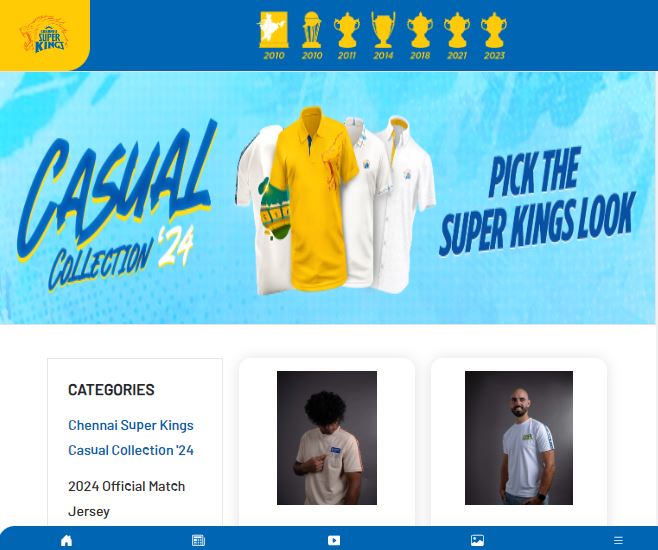 CHENNAI
SUPER
KINGS
2010 2010 2011 2014 2018 2021 2023
CASUAL
COLLECTION '24
PICK THE
SUPER KINGS LOOK
CATEGORIES
Chennai Super Kings
Casual Collection '24
2024 Official Match
Jersey